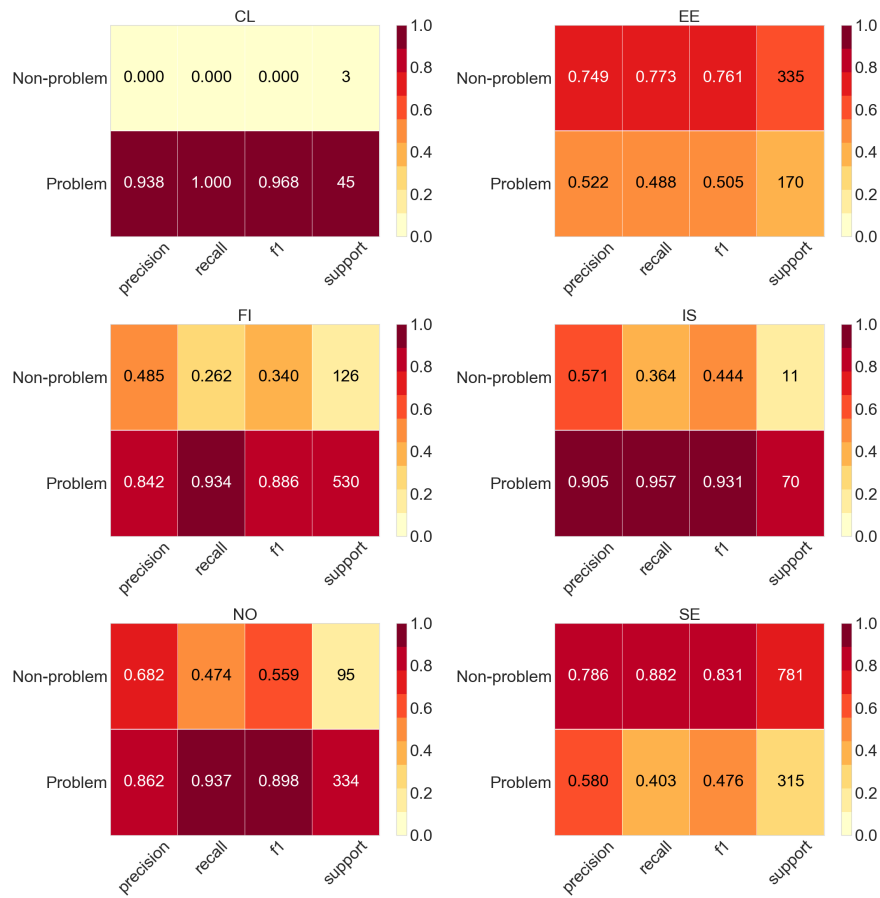 CL
Non-problem 0.000 0.000 0.000 3
Problem 0.938 1.000 0.968 45
precision recall f1 support
1.0
0.8
0.6
0.4
0.2
0.0
EE
Non-problem 0.749 0.773 0.761 335
Problem 0.522 0.488 0.505 170
precision recall f1 support
1.0
0.8
0.6
0.4
0.2
0.0
FI
Non-problem 0.485 0.262 0.340 126
Problem 0.842 0.934 0.886 530
precision recall f1 support
1.0
0.8
0.6
0.4
0.2
0.0
IS
Non-problem 0.571 0.364 0.444 11
Problem 0.905 0.957 0.931 70
precision recall f1 support
1.0
0.8
0.6
0.4
0.2
0.0
NO
Non-problem 0.682 0.474 0.559 95
Problem 0.862 0.937 0.898 334
precision recall f1 support
1.0
0.8
0.6
0.4
0.2
0.0
SE
Non-problem 0.786 0.882 0.831 781
Problem 0.580 0.403 0.476 315
precision recall f1 support
1.0
0.8
0.6
0.4
0.2
0.0